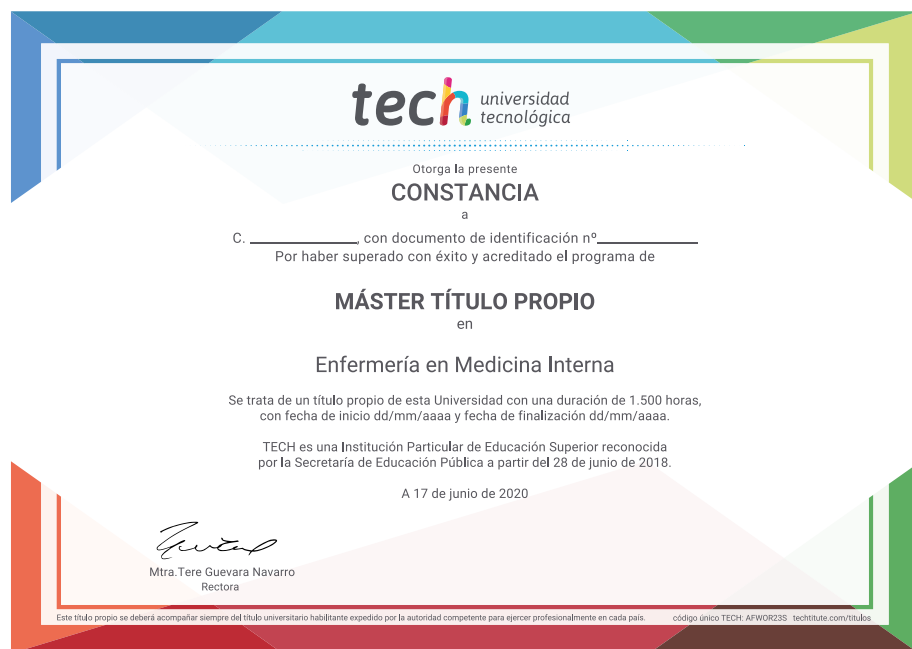 tech universidad
tecnológica
Otorga la presente
CONSTANCIA
a
C. ____________, con documento de identificación nº____________
Por haber superado con éxito y acreditado el programa de
MÁSTER TÍTULO PROPIO
en
Enfermería en Medicina Interna
Se trata de un título propio de esta Universidad con una duración de 1.500 horas,
con fecha de inicio dd/mm/aaaa y fecha de finalización dd/mm/aaaa.
TECH es una Institución Particular de Educación Superior reconocida
por la Secretaría de Educación Pública a partir del 28 de junio de 2018.
A 17 de junio de 2020
Mtra.Tere Guevara Navarro
Rectora
Este título propio se deberá acompañar siempre del título universitario habilitante expedido por la autoridad competente para ejercer profesionalmente en cada país. código único TECH: AFWOR23S techtitute.com/titulos